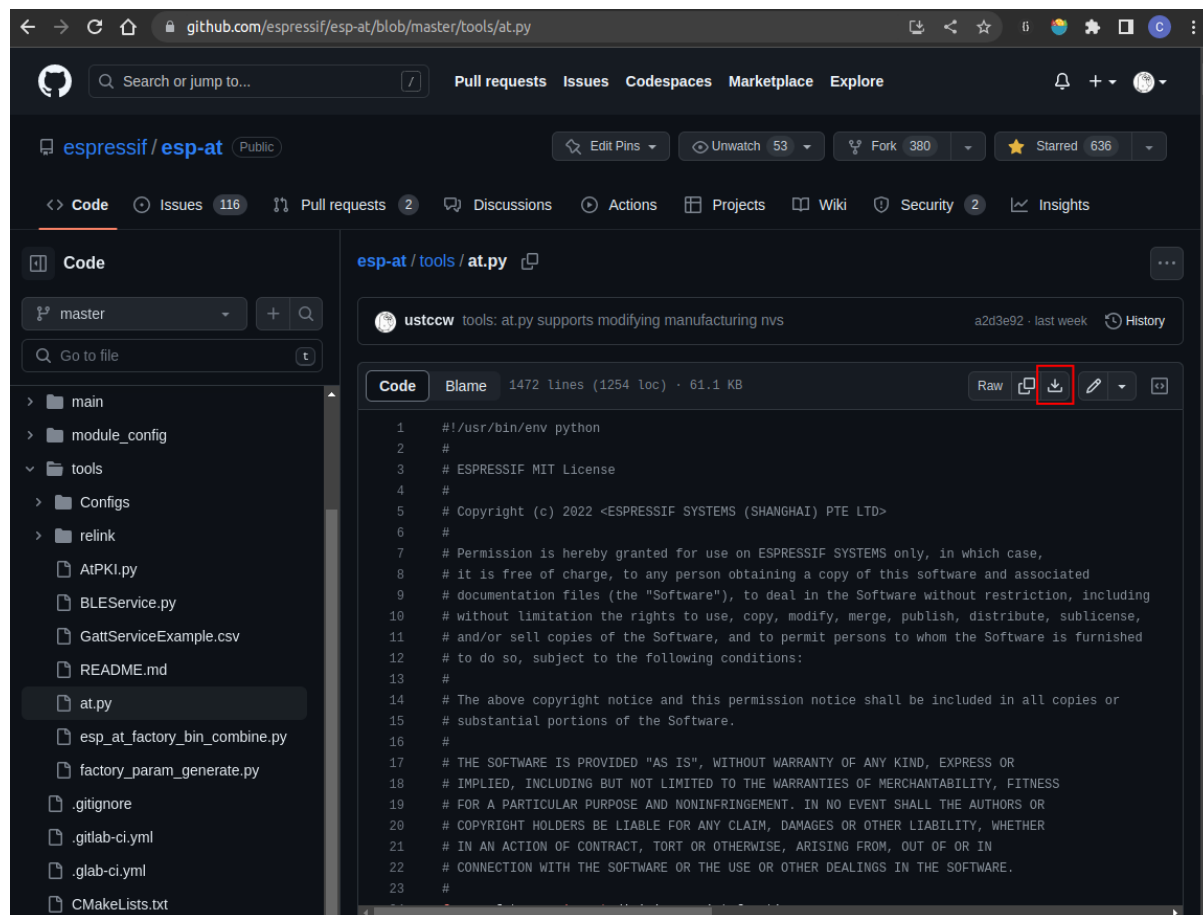 github.com/espressif/esp-at/blob/master/tools/at.py
C
Search or jump to... /
Pull requests Issues Codespaces Marketplace Explore
espressif / esp-at Public
Edit Pins Unwatch 53 Fork 380 Starred 636
Code Issues 116 Pull requests 2 Discussions Actions Projects Wiki Security 2 Insights
Code
master
Go to file t
main
module_config
tools
Configs
relink
AtPKI.py
BLEService.py
GattServiceExample.csv
README.md
at.py
esp_at_factory_bin_combine.py
factory_param_generate.py
.gitignore
.gitlab-ci.yml
.glab-ci.yml
CMakeLists.txt
esp-at / tools / at.py
ustccw tools: at.py supports modifying manufacturing nvs a2d3e92 · last week History
Code Blame 1472 lines (1254 loc) · 61.1 KB Raw
1 #!/usr/bin/env python
2 #
3 # ESPRESSIF MIT License
4 #
5 # Copyright (c) 2022 <ESPRESSIF SYSTEMS (SHANGHAI) PTE LTD>
6 #
7 # Permission is hereby granted for use on ESPRESSIF SYSTEMS only, in which case,
8 # it is free of charge, to any person obtaining a copy of this software and associated
9 # documentation files (the "Software"), to deal in the Software without restriction, including
10 # without limitation the rights to use, copy, modify, merge, publish, distribute, sublicense,
11 # and/or sell copies of the Software, and to permit persons to whom the Software is furnished
12 # to do so, subject to the following conditions:
13 #
14 # The above copyright notice and this permission notice shall be included in all copies or
15 # substantial portions of the Software.
16 #
17 # THE SOFTWARE IS PROVIDED "AS IS", WITHOUT WARRANTY OF ANY KIND, EXPRESS OR
18 # IMPLIED, INCLUDING BUT NOT LIMITED TO THE WARRANTIES OF MERCHANTABILITY, FITNESS
19 # FOR A PARTICULAR PURPOSE AND NONINFRINGEMENT. IN NO EVENT SHALL THE AUTHORS OR
20 # COPYRIGHT HOLDERS BE LIABLE FOR ANY CLAIM, DAMAGES OR OTHER LIABILITY, WHETHER
21 # IN AN ACTION OF CONTRACT, TORT OR OTHERWISE, ARISING FROM, OUT OF OR IN
22 # CONNECTION WITH THE SOFTWARE OR THE USE OR OTHER DEALINGS IN THE SOFTWARE.
23 #